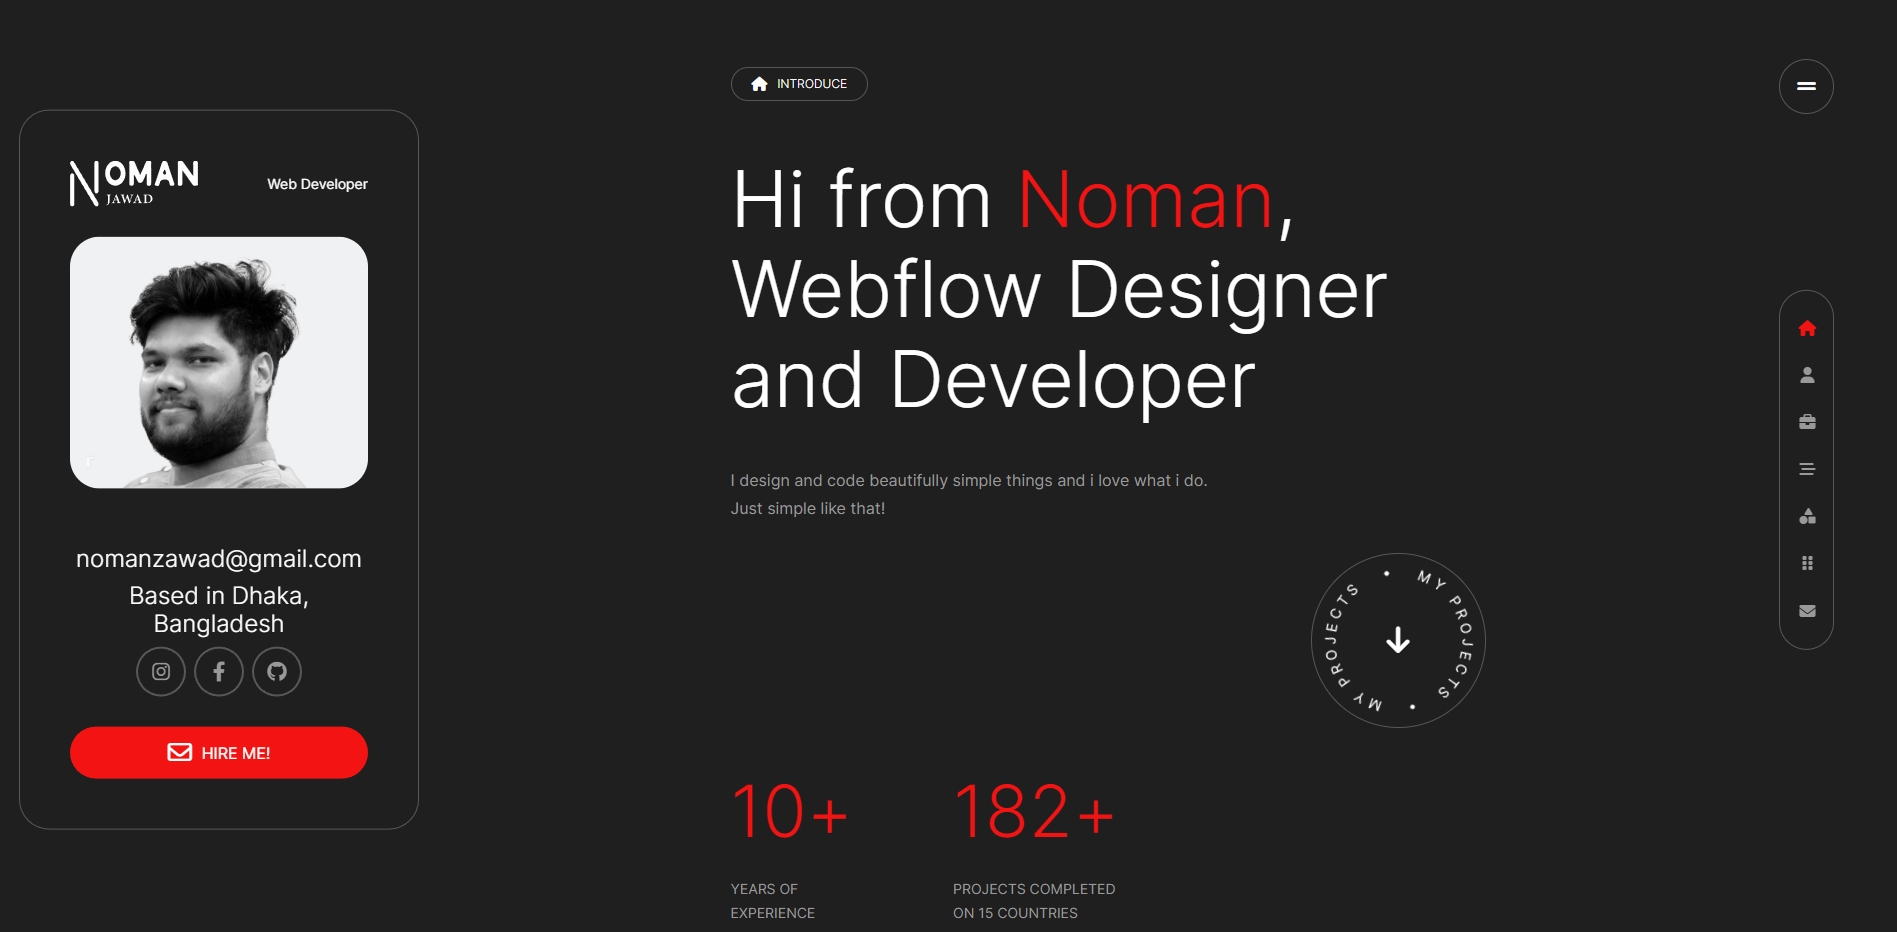 NOMAN
JAWAD
Web Developer
nomanzawad@gmail.com
Based in Dhaka,
Bangladesh
HIRE ME!
INTRODUCE
Hi from Noman,
Webflow Designer
and Developer
I design and code beautifully simple things and i love what i do.
Just simple like that!
MY PROJECTS • MY PROJECTS •
10+
YEARS OF
EXPERIENCE
182+
PROJECTS COMPLETED
ON 15 COUNTRIES